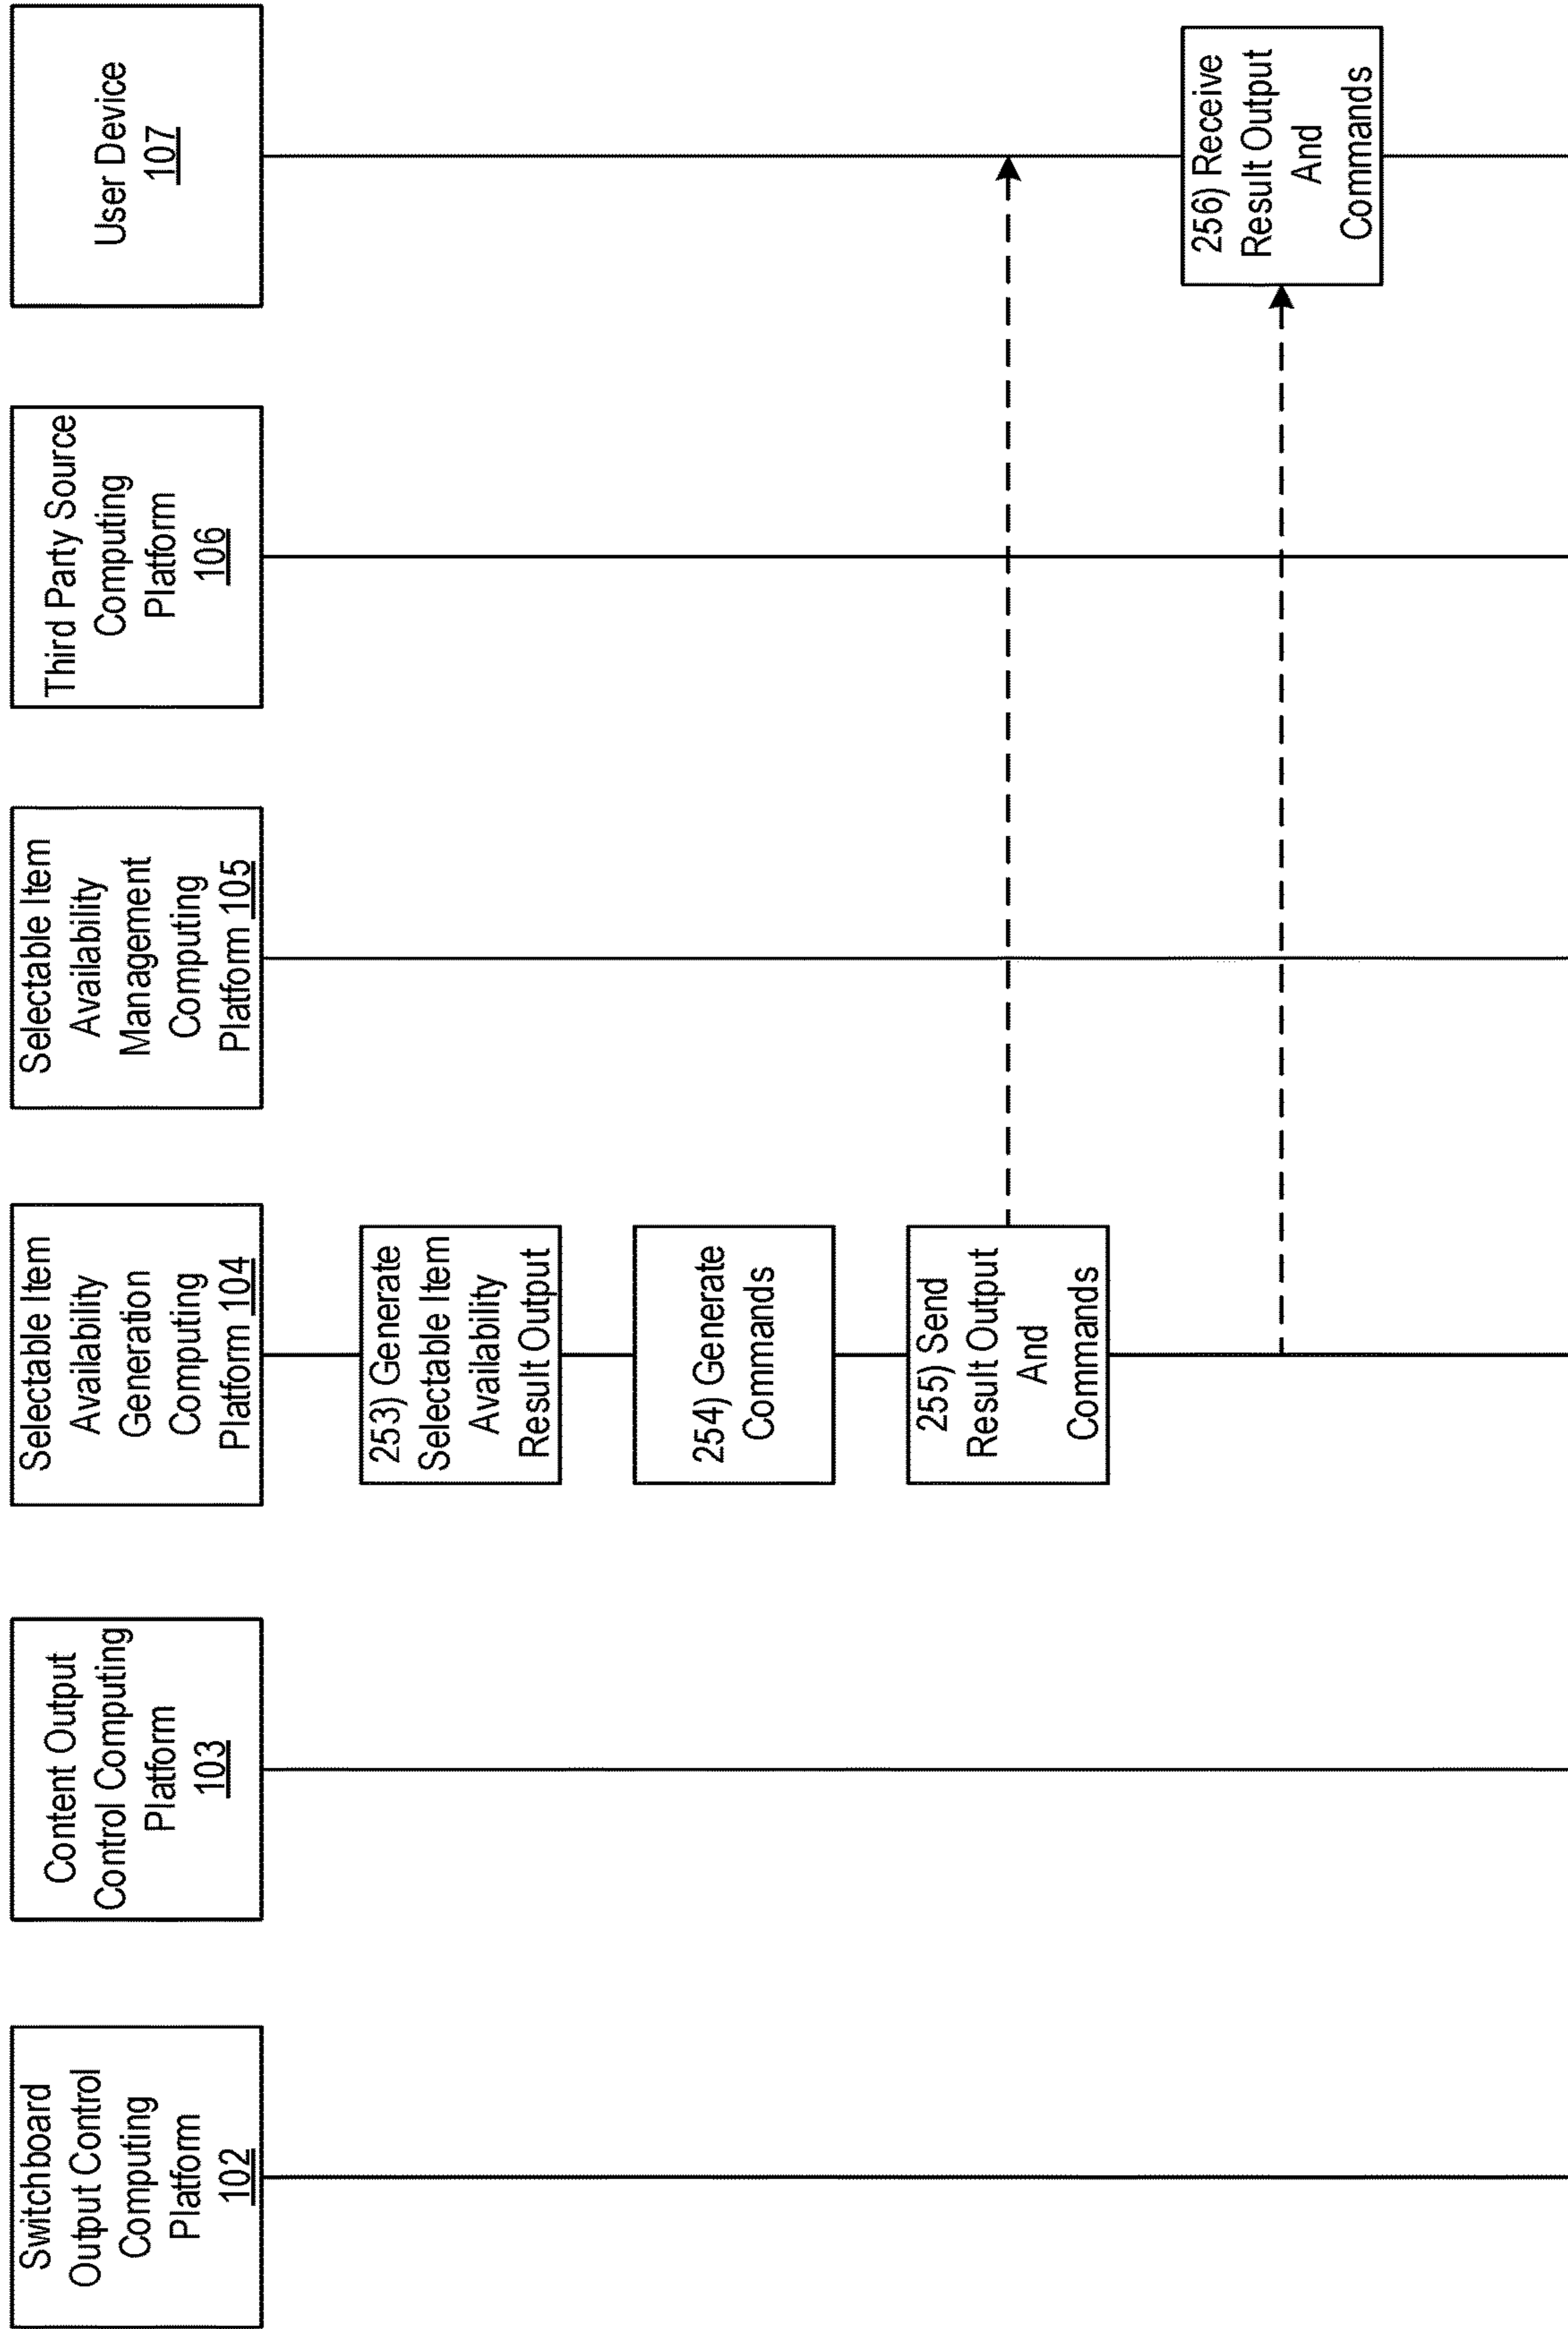 Switchboard
Output Control
Computing
Platform
102
Content Output
Control Computing
Platform
103
Selectable Item
Availability
Generation
Computing
Platform 104
Selectable Item
Availability
Management
Computing
Platform 105
Third Party Source
Computing
Platform
106
User Device
107
253) Generate
Selectable Item
Availability
Result Output
254) Generate
Commands
255) Send
Result Output
And
Commands
256) Receive
Result Output
And
Commands